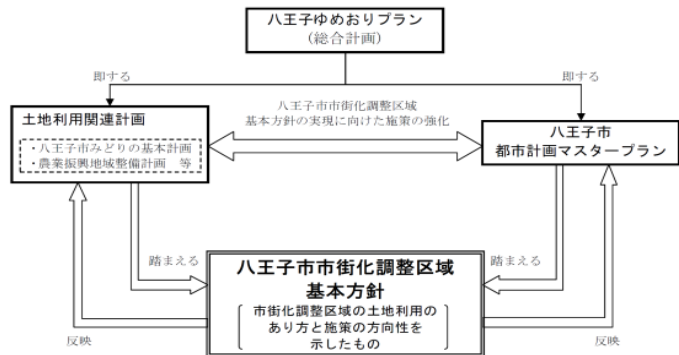 八王子ゆめおりプラン
(総合計画)
即する
即する
土地利用関連計画
・八王子市みどりの基本計画
・農業振興地域整備計画 等
八王子市市街化調整区域
基本方針の実現に向けた施策の強化
八王子市
都市計画マスタープラン
踏まえる
踏まえる
八王子市市街化調整区域
基本方針
市街化調整区域の土地利用の
あり方と施策の方向性を
示したもの
反映
反映